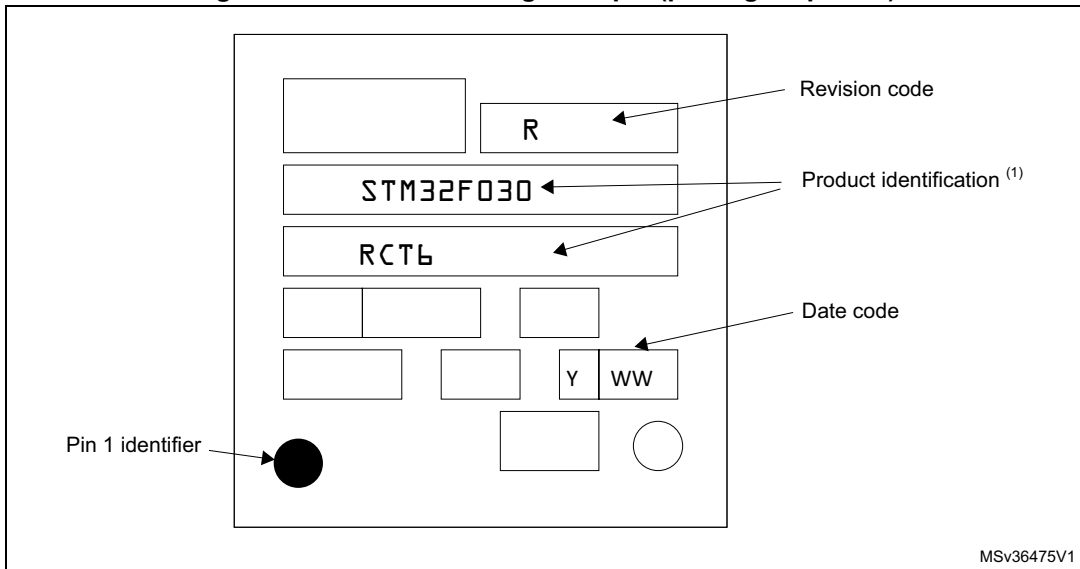 Revision code
R
STM32F030
Product identification (1)
RCT6
Date code
Y WW
Pin 1 identifier
MSv36475V1